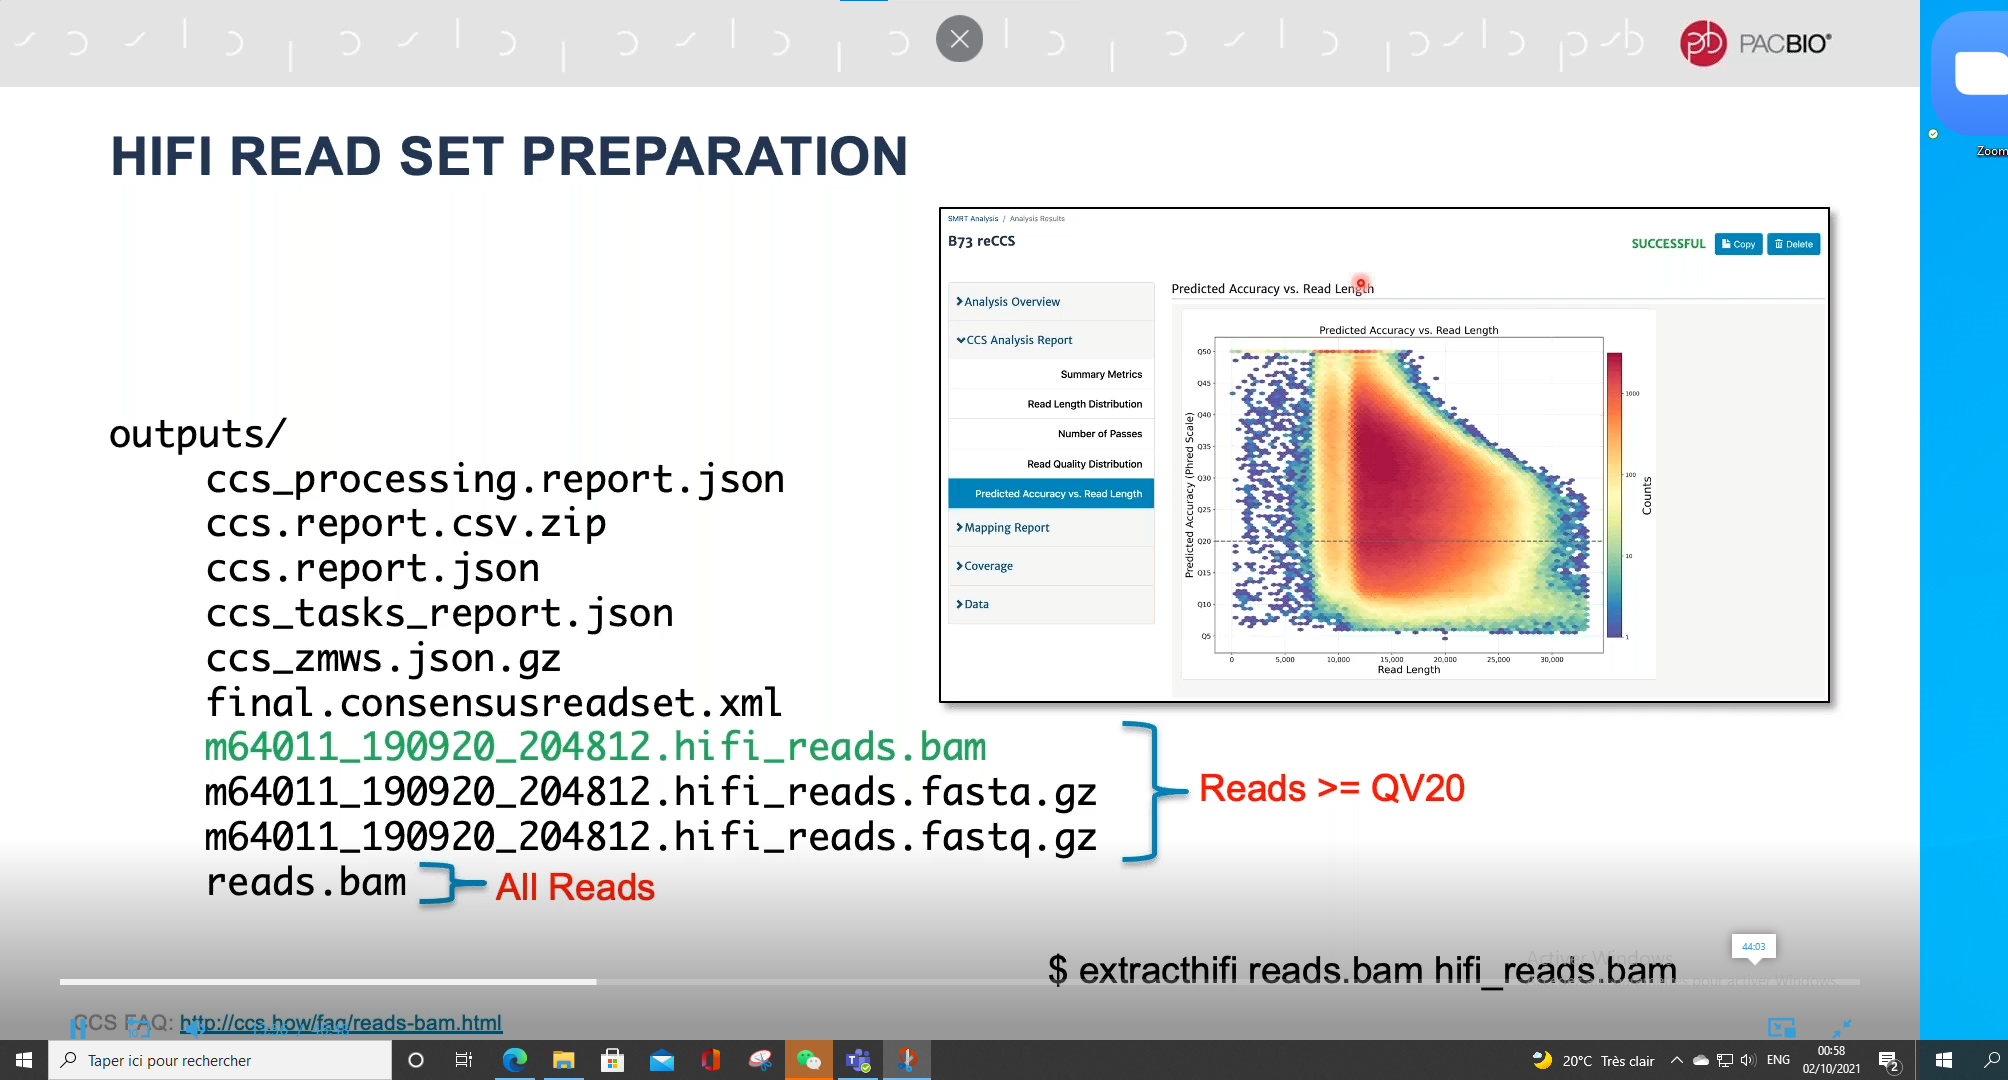 PACBIO®
HIFI READ SET PREPARATION
SMRT Analysis / Analysis Results
B73 reCCS
SUCCESSFUL
Copy
Delete
Analysis Overview
CCS Analysis Report
Summary Metrics
Read Length Distribution
Number of Passes
Read Quality Distribution
Predicted Accuracy vs. Read Length
Mapping Report
Coverage
Data
Predicted Accuracy vs. Read Length
Predicted Accuracy vs. Read Length
Predicted Accuracy (Phred Scale)
Q50
Q45
Q40
Q35
Q30
Q25
Q20
Q15
Q10
Q5
0 5,000 10,000 15,000 20,000 25,000 30,000
Read Length
1000
100
10
1
Counts
outputs/
ccs_processing.report.json
ccs.report.csv.zip
ccs.report.json
ccs_tasks_report.json
ccs_zmws.json.gz
final.consensusreadset.xml
m64011_190920_204812.hifi_reads.bam
m64011_190920_204812.hifi_reads.fasta.gz
m64011_190920_204812.hifi_reads.fastq.gz
reads.bam
Reads >= QV20
All Reads
$ extracthifi reads.bam hifi_reads.bam
44:03
Activer Windows
CCS FAQ: http://ccs.how/faq/reads-bam.html
Zoom
Taper ici pour rechercher
20°C Très clair
ENG
00:58
02/10/2021
2